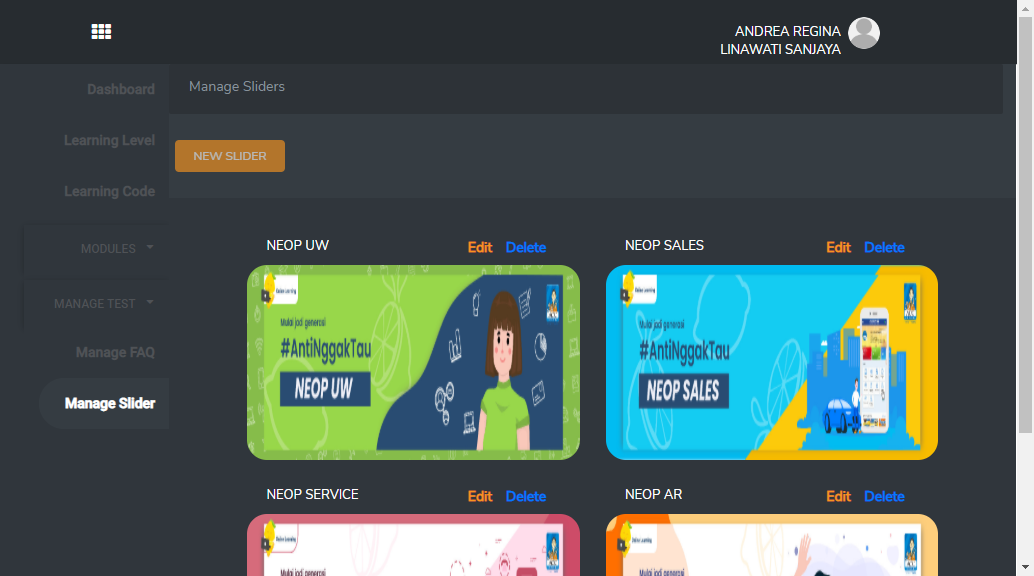 ANDREA REGINA
LINAWATI SANJAYA
Dashboard
Learning Level
Learning Code
MODULES
MANAGE TEST
Manage FAQ
Manage Slider
Manage Sliders
NEW SLIDER
NEOP UW
Edit Delete
Online Learning
Mulai jadi generasi
#AntiNggakTau
NEOP UW
NEOP SALES
Edit Delete
Online Learning
Mulai jadi generasi
#AntiNggakTau
NEOP SALES
NEOP SERVICE
Edit Delete
Online Learning
Mulai jadi generasi
NEOP AR
Edit Delete
Online Learning
Mulai jadi generasi